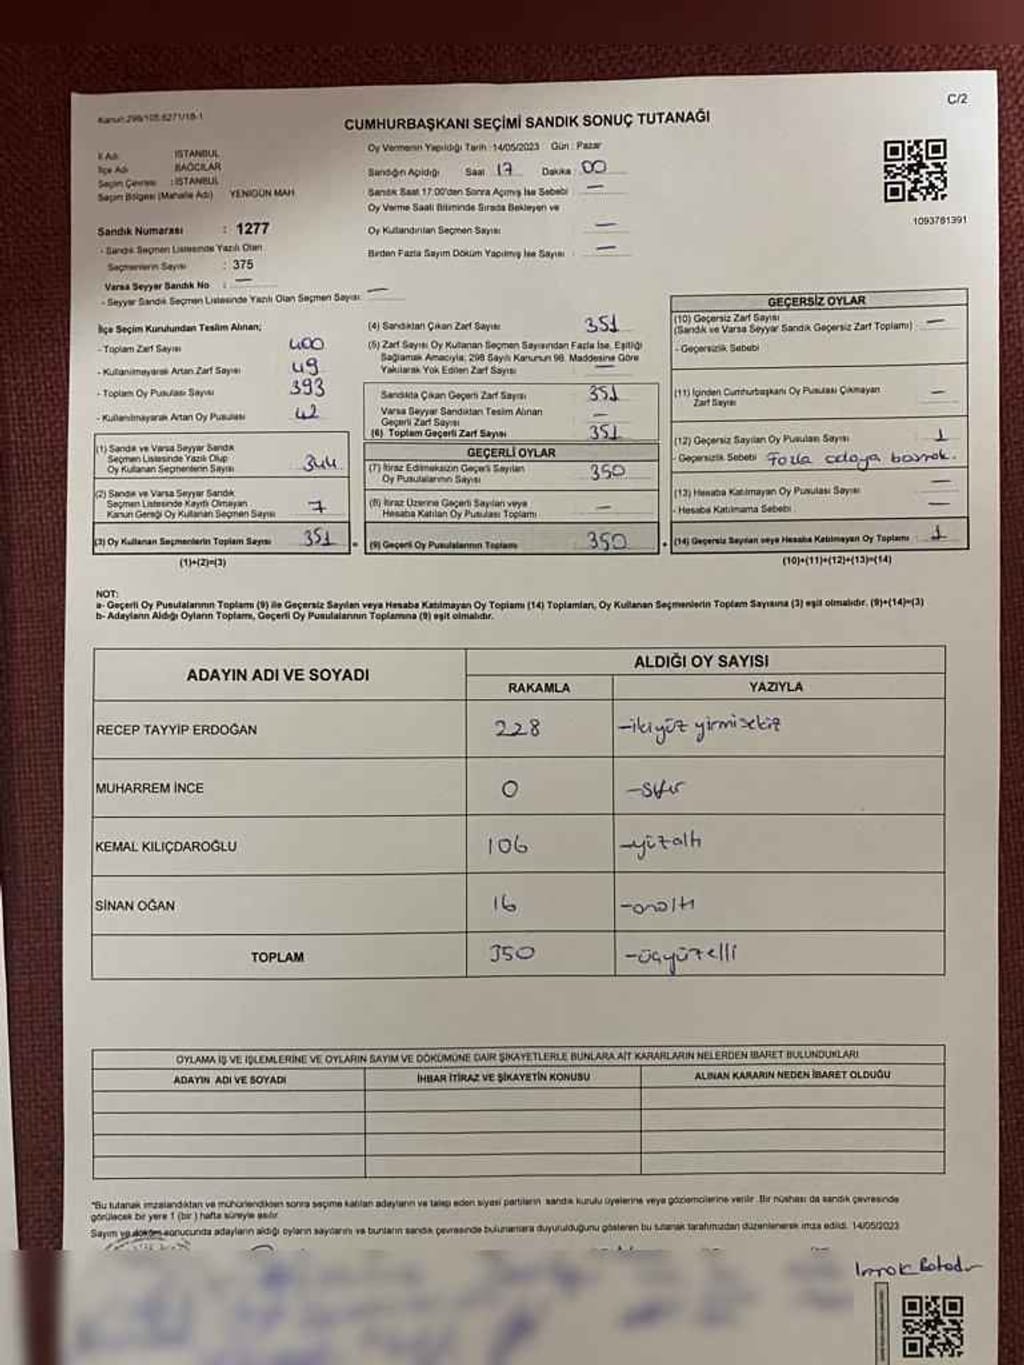 C/2
Kanun:298/105.6271/18-1
CUMHURBAŞKANI SEÇİMİ SANDIK SONUÇ TUTANAĞI
İl Adı : İSTANBUL
İlçe Adı BAĞCILAR
Seçim Çevresi : İSTANBUL
Seçim Bölgesi (Mahalle Adı) YENİGÜN MAH.
Sandık Numarası : 1277
- Sandık Seçmen Listesinde Yazılı Olan
Seçmenlerin Sayısı : 375
Varsa Seyyar Sandık No : —
- Seyyar Sandık Seçmen Listesinde Yazılı Olan Seçmen Sayısı: —
Oy Vermenin Yapıldığı Tarih :14/05/2023 Gün : Pazar
Sandığın Açıldığı Saat 17 Dakika : 00
Sandık Saat 17:00'den Sonra Açılmış İse Sebebi : —
Oy Verme Saati Bitiminde Sırada Bekleyen ve
Oy Kullandırılan Seçmen Sayısı —
Birden Fazla Sayım Döküm Yapılmış İse Sayısı : —
1093781391
İlçe Seçim Kurulundan Teslim Alınan;
- Toplam Zarf Sayısı 400
- Kullanılmayarak Artan Zarf Sayısı 49
- Toplam Oy Pusulası Sayısı 393
- Kullanılmayarak Artan Oy Pusulası 42
(1) Sandık ve Varsa Seyyar Sandık
Seçmen Listesinde Yazılı Olup
Oy Kullanan Seçmenlerin Sayısı 344
(2) Sandık ve Varsa Seyyar Sandık
Seçmen Listesinde Kayıtlı Olmayan
Kanun Gereği Oy Kullanan Seçmen Sayısı 7
(3) Oy Kullanan Seçmenlerin Toplam Sayısı 351
(1)+(2)=(3)
(4) Sandıktan Çıkan Zarf Sayısı 351
(5) Zarf Sayısı Oy Kullanan Seçmen Sayısından Fazla İse, Eşitliği
Sağlamak Amacıyla; 298 Sayılı Kanunun 98. Maddesine Göre
Yakılarak Yok Edilen Zarf Sayısı —
Sandıkta Çıkan Geçerli Zarf Sayısı 351
Varsa Seyyar Sandıktan Teslim Alınan
Geçerli Zarf Sayısı —
(6) Toplam Geçerli Zarf Sayısı 351
GEÇERLİ OYLAR
(7) İtiraz Edilmeksizin Geçerli Sayılan
Oy Pusulalarının Sayısı 350
(8) İtiraz Üzerine Geçerli Sayılan veya
Hesaba Katılan Oy Pusulası Toplamı —
= (9) Geçerli Oy Pusulalarının Toplamı 350
GEÇERSİZ OYLAR
(10) Geçersiz Zarf Sayısı
(Sandık ve Varsa Seyyar Sandık Geçersiz Zarf Toplamı) —
- Geçersizlik Sebebi
(11) İçinden Cumhurbaşkanı Oy Pusulası Çıkmayan
Zarf Sayısı —
(12) Geçersiz Sayılan Oy Pusulası Sayısı 1
- Geçersizlik Sebebi Fazla adaya basmak.
(13) Hesaba Katılmayan Oy Pusulası Sayısı —
- Hesaba Katılmama Sebebi —
+ (14) Geçersiz Sayılan veya Hesaba Katılmayan Oy Toplamı : 1
(10)+(11)+(12)+(13)=(14)
NOT:
a- Geçerli Oy Pusulalarının Toplamı (9) ile Geçersiz Sayılan veya Hesaba Katılmayan Oy Toplamı (14) Toplamları, Oy Kullanan Seçmenlerin Toplam Sayısına (3) eşit olmalıdır. (9)+(14)=(3)
b- Adayların Aldığı Oyların Toplamı, Geçerli Oy Pusulalarının Toplamına (9) eşit olmalıdır.
ADAYIN ADI VE SOYADI ALDIĞI OY SAYISI
RAKAMLA YAZIYLA
RECEP TAYYİP ERDOĞAN 228 -ikiyüz yirmisekiz
MUHARREM İNCE 0 -sıfır
KEMAL KILIÇDAROĞLU 106 -yüzaltı
SİNAN OĞAN 16 -onaltı
TOPLAM 350 -üçyüzelli
OYLAMA İŞ VE İŞLEMLERİNE VE OYLARIN SAYIM VE DÖKÜMÜNE DAİR ŞİKAYETLERLE BUNLARA AİT KARARLARIN NELERDEN İBARET BULUNDUKLARI
ADAYIN ADI VE SOYADI İHBAR İTİRAZ VE ŞİKAYETİN KONUSU ALINAN KARARIN NEDEN İBARET OLDUĞU
*Bu tutanak imzalandıktan ve mühürlendikten sonra seçime katılan adayların ve talep eden siyasi partilerin sandık kurulu üyelerine veya gözlemcilerine verilir. Bir nüshası da sandık çevresinde
görülecek bir yere 1 (bir) hafta süreyle asılır.
Sayım ve döküm sonucunda adayların aldığı oyların sayılarını ve bunların sandık çevresinde bulunanlara duyurulduğunu gösteren bu tutanak tarafımızdan düzenlenerek imza edildi. 14/05/2023